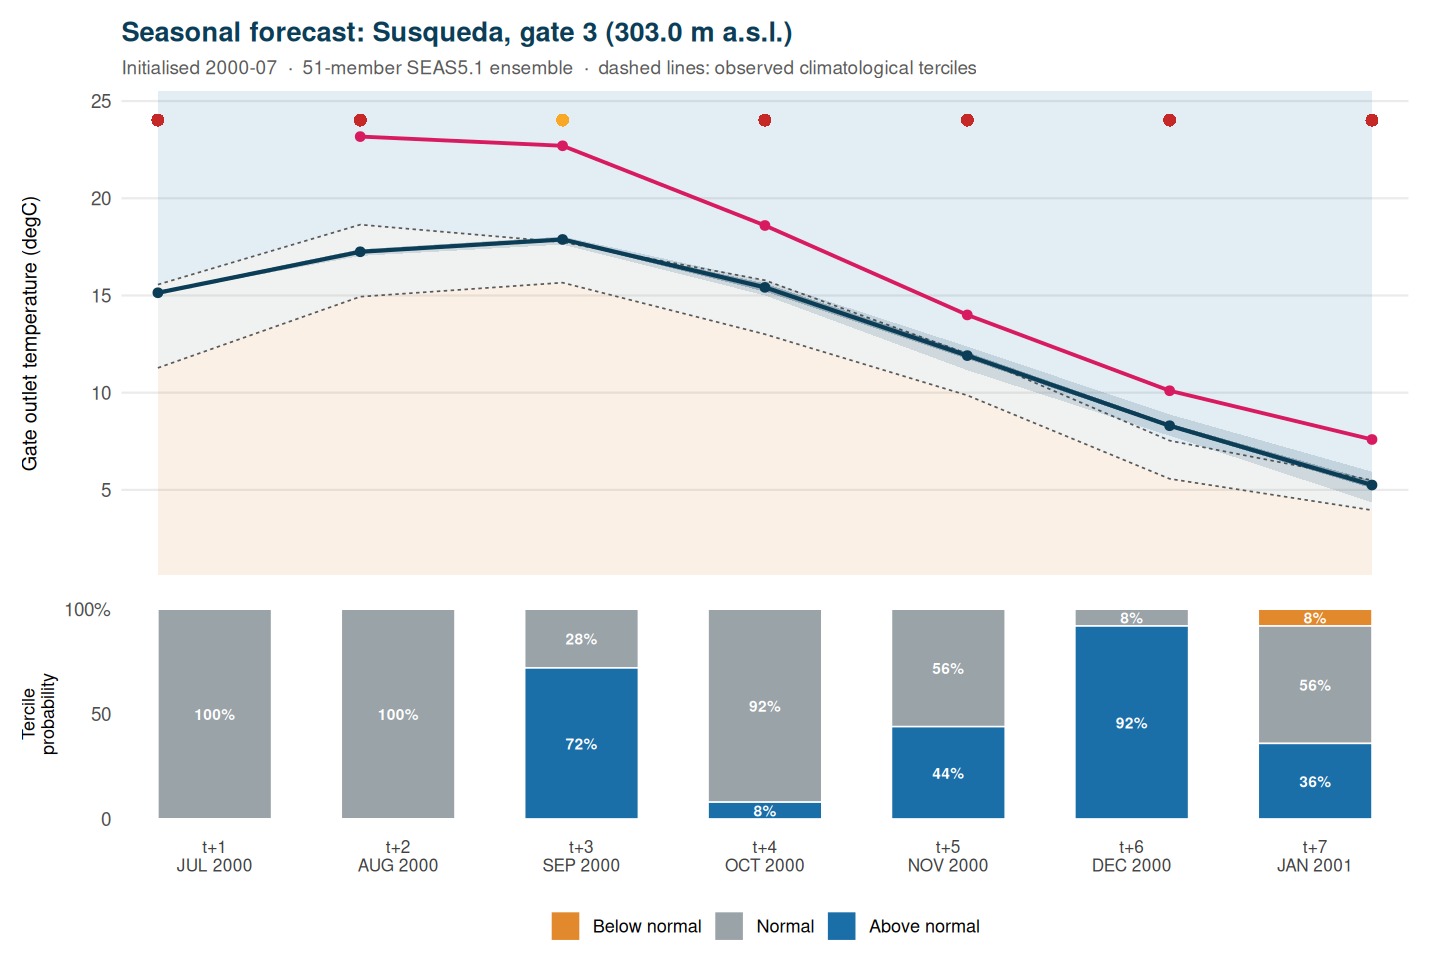 Seasonal forecast: Susqueda, gate 3 (303.0 m a.s.l.)
Initialised 2000-07 · 51-member SEAS5.1 ensemble · dashed lines: observed climatological terciles
Gate outlet temperature (degC)
25
20
15
10
5
Tercile
probability
100%
50
0
100%
100%
28%
72%
92%
8%
56%
44%
8%
92%
8%
56%
36%
t+1
JUL 2000
t+2
AUG 2000
t+3
SEP 2000
t+4
OCT 2000
t+5
NOV 2000
t+6
DEC 2000
t+7
JAN 2001
Below normal
Normal
Above normal